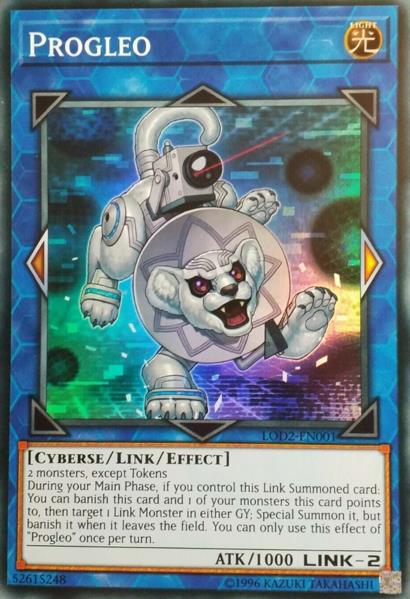 PROGLEO
LIGHT
光
LOD2-EN001
[CYBERSE/LINK/EFFECT]
2 monsters, except Tokens
During your Main Phase, if you control this Link Summoned card:
You can banish this card and 1 of your monsters this card points
to, then target 1 Link Monster in either GY; Special Summon it, but
banish it when it leaves the field. You can only use this effect of
"Progleo" once per turn.
ATK/1000 LINK-2
52615248 ©1996 KAZUKI TAKAHASHI